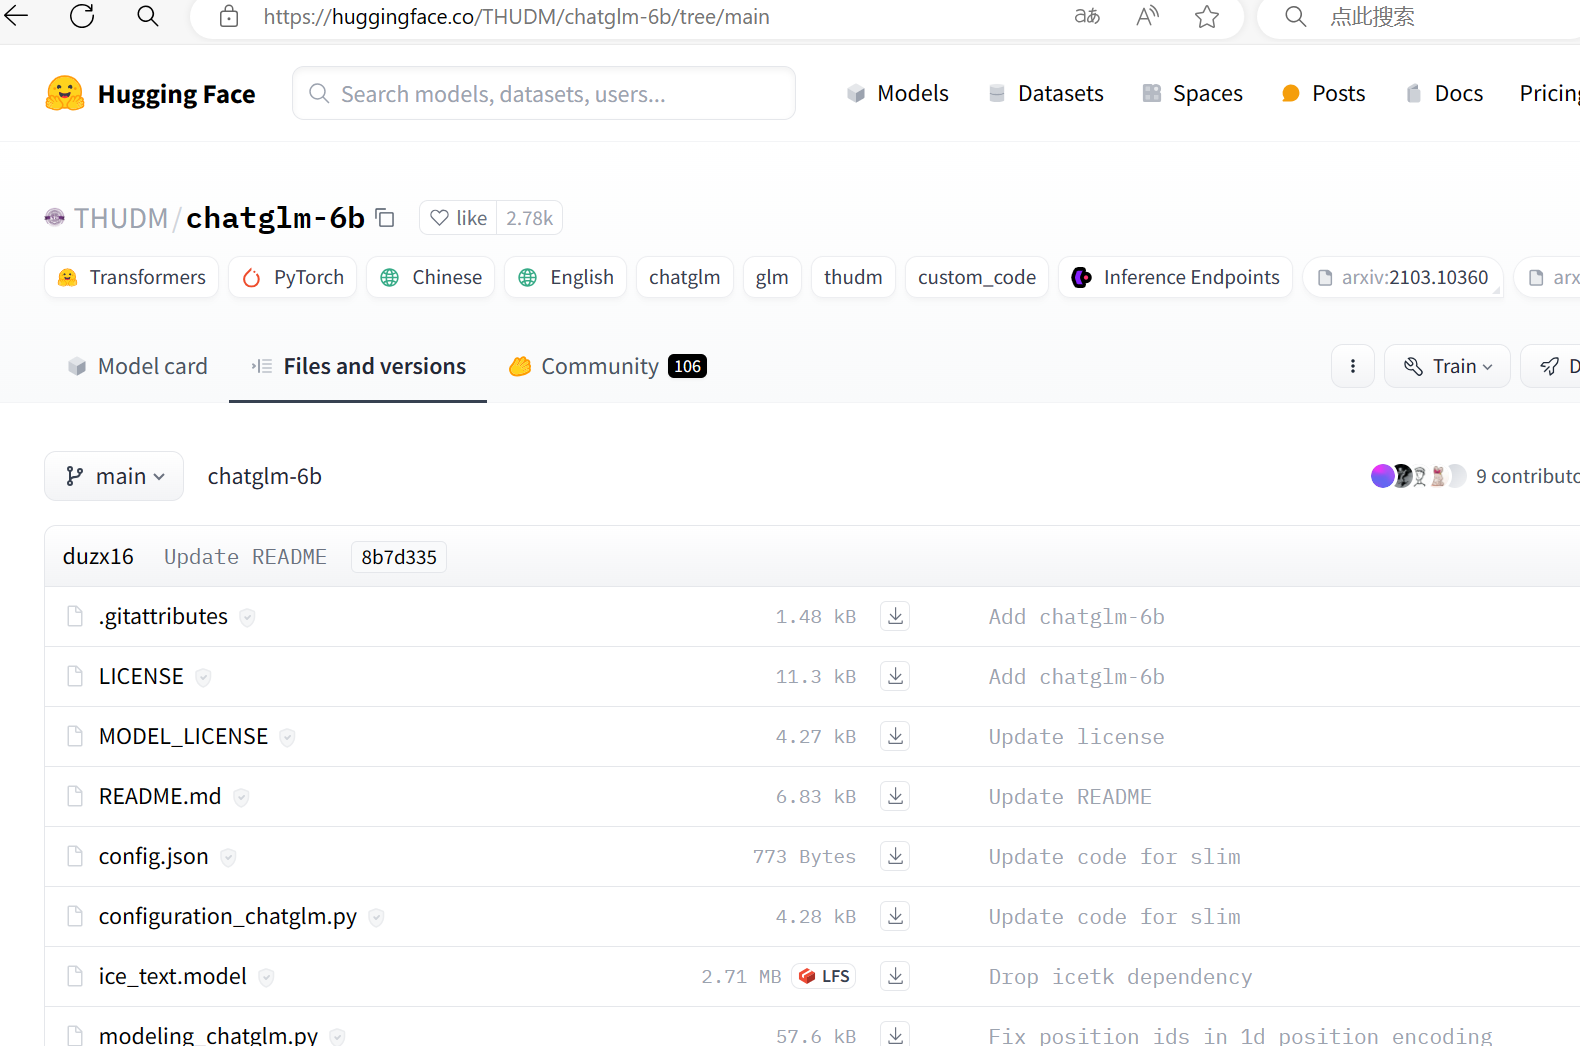 https://huggingface.co/THUDM/chatglm-6b/tree/main
点此搜索
Hugging Face
Search models, datasets, users...
Models
Datasets
Spaces
Posts
Docs
Pricing
THUDM/chatglm-6b
like 2.78k
Transformers
PyTorch
Chinese
English
chatglm
glm
thudm
custom_code
Inference Endpoints
arxiv:2103.10360
arx
Model card
Files and versions
Community 106
Train
D
main
chatglm-6b
9 contributo
duzx16 Update README 8b7d335
.gitattributes 1.48 kB Add chatglm-6b
LICENSE 11.3 kB Add chatglm-6b
MODEL_LICENSE 4.27 kB Update license
README.md 6.83 kB Update README
config.json 773 Bytes Update code for slim
configuration_chatglm.py 4.28 kB Update code for slim
ice_text.model 2.71 MB LFS Drop icetk dependency
modeling_chatglm.py 57.6 kB Fix position ids in 1d position encoding